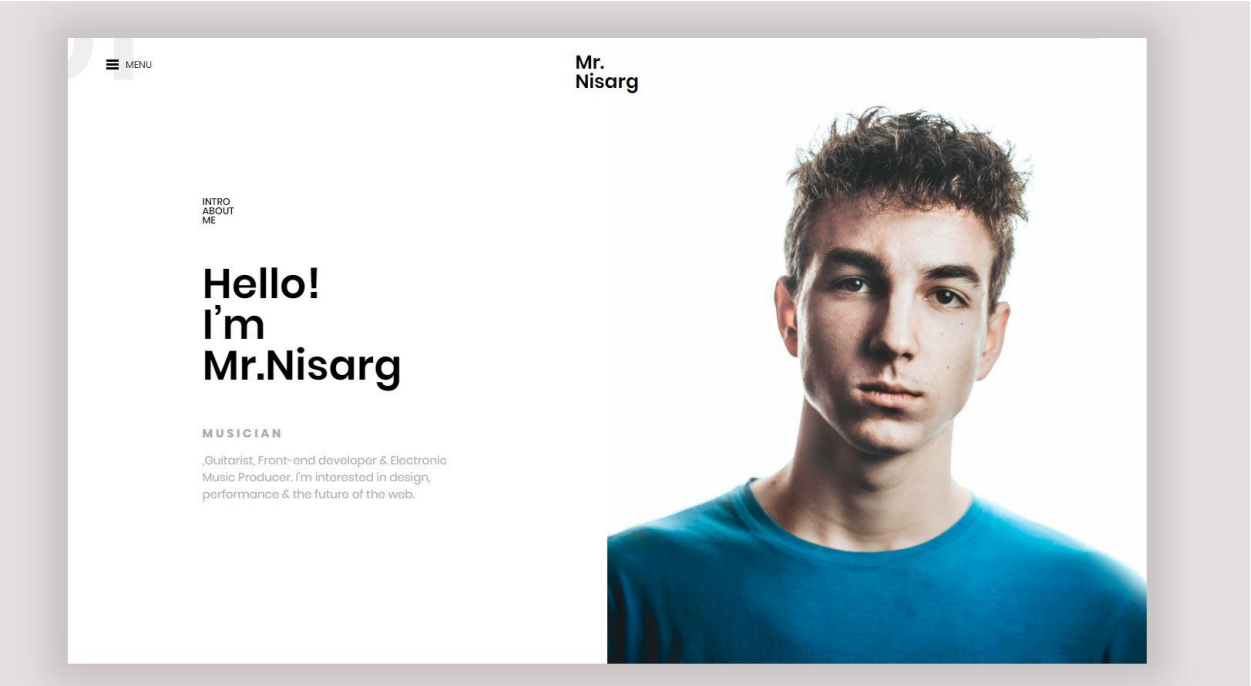 MENU
Mr.
Nisarg
INTRO
ABOUT
ME
Hello!
I’m
Mr.Nisarg
MUSICIAN
,Guitarist, Front-end developer & Electronic
Music Producer. I'm interested in design,
performance & the future of the web.